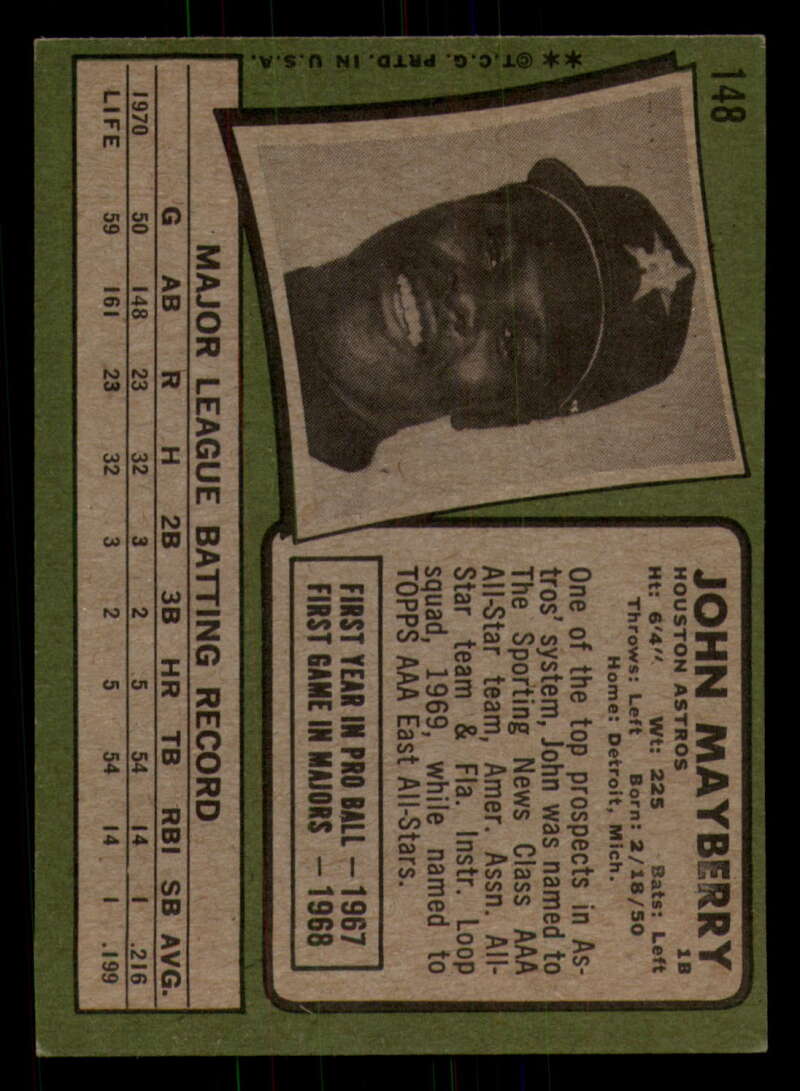 148
** ©T.C.G. PRTD. IN U.S.A.
JOHN MAYBERRY
HOUSTON ASTROS 1B
Ht: 6'4" Wt: 225 Bats: Left
Throws: Left Born: 2/18/50
Home: Detroit, Mich.
One of the top prospects in As-
tros' system, John was named to
The Sporting News Class AAA
All-Star team, Amer. Assn. All-
Star team & Fla. Instr. Loop
squad, 1969, while named to
TOPPS AAA East All-Stars.
FIRST YEAR IN PRO BALL — 1967
FIRST GAME IN MAJORS — 1968
MAJOR LEAGUE BATTING RECORD
G AB R H 2B 3B HR TB RBI SB AVG.
1970 50 148 23 32 3 2 5 54 14 1 .216
LIFE 59 161 23 32 3 2 5 54 14 1 .199